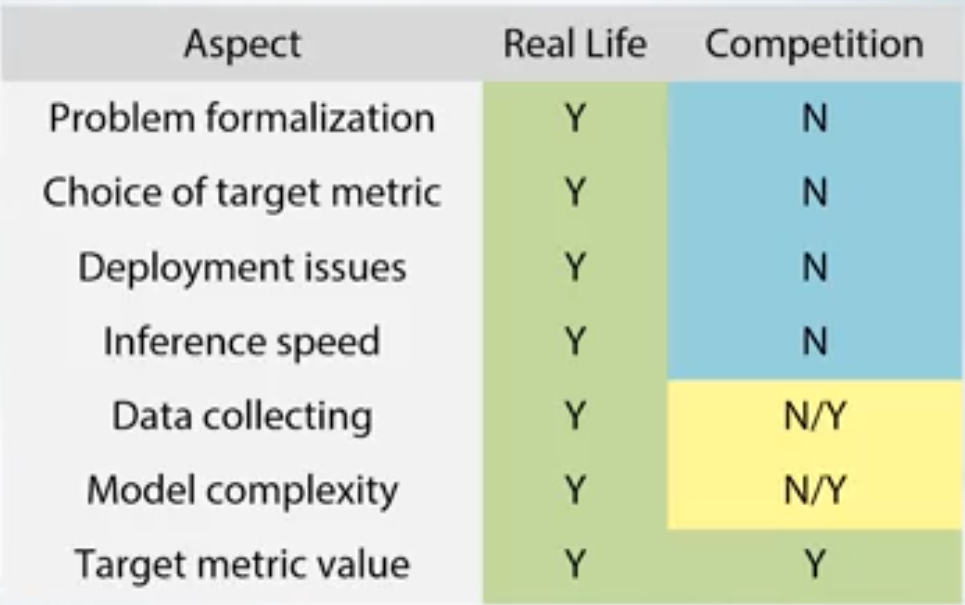 Aspect Real Life Competition
Problem formalization Y N
Choice of target metric Y N
Deployment issues Y N
Inference speed Y N
Data collecting Y N/Y
Model complexity Y N/Y
Target metric value Y Y